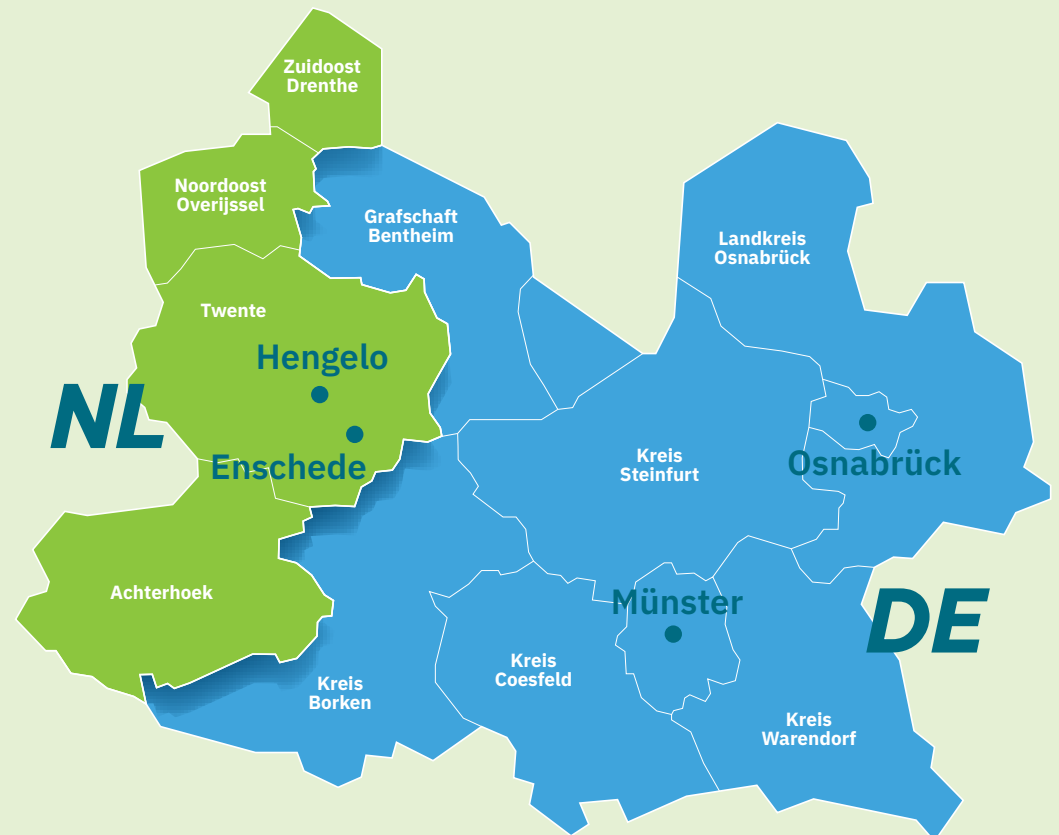 Zuidoost
Drenthe
Noordoost
Overijssel
Grafschaft
Bentheim
Landkreis
Osnabrück
Twente
Hengelo
NL
Enschede
Kreis
Steinfurt
Osnabrück
Achterhoek
Münster
DE
Kreis
Coesfeld
Kreis
Borken
Kreis
Warendorf